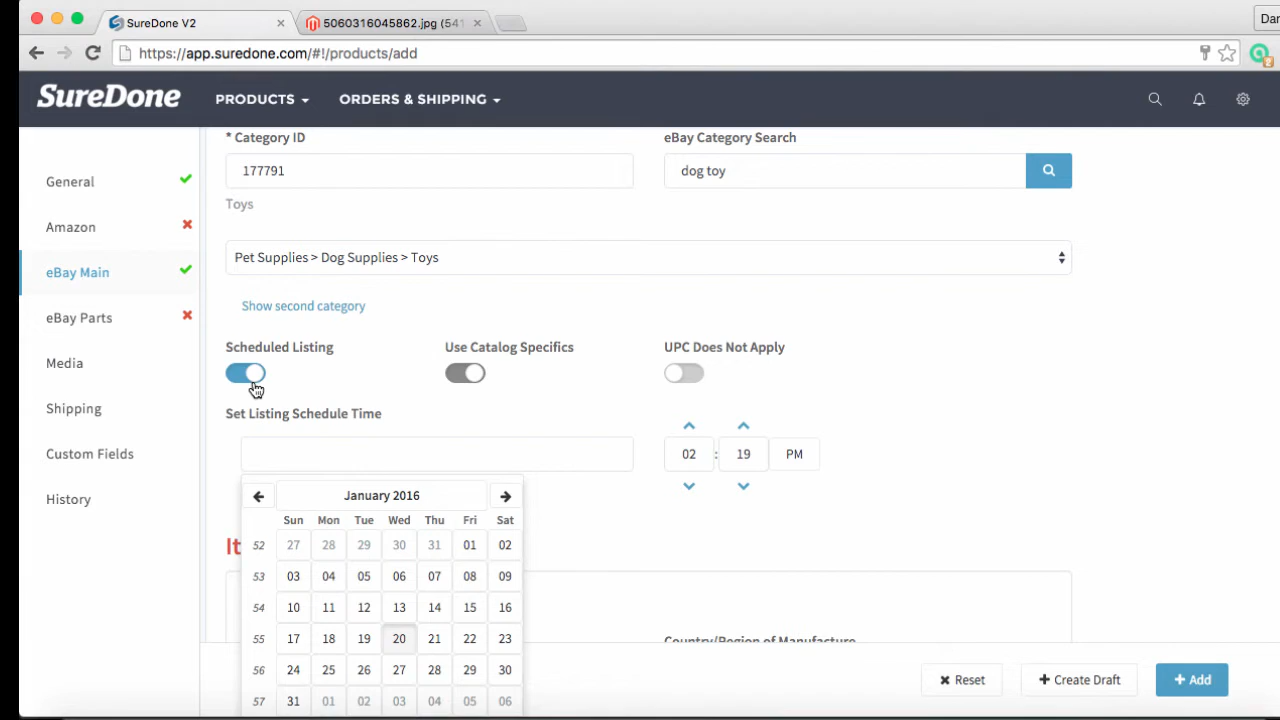 SureDone V2
5060316045862.jpg (541
Dar
https://app.suredone.com/#!/products/add
SureDone
PRODUCTS
ORDERS & SHIPPING
General
Amazon
eBay Main
eBay Parts
Media
Shipping
Custom Fields
History
* Category ID
eBay Category Search
177791
dog toy
Toys
Pet Supplies > Dog Supplies > Toys
Show second category
Scheduled Listing
Use Catalog Specifics
UPC Does Not Apply
Set Listing Schedule Time
02 : 19 PM
January 2016
Sun Mon Tue Wed Thu Fri Sat
52 27 28 29 30 31 01 02
53 03 04 05 06 07 08 09
54 10 11 12 13 14 15 16
55 17 18 19 20 21 22 23
56 24 25 26 27 28 29 30
57 31 01 02 03 04 05 06
It
Country/Region of Manufacture
Reset
Create Draft
Add